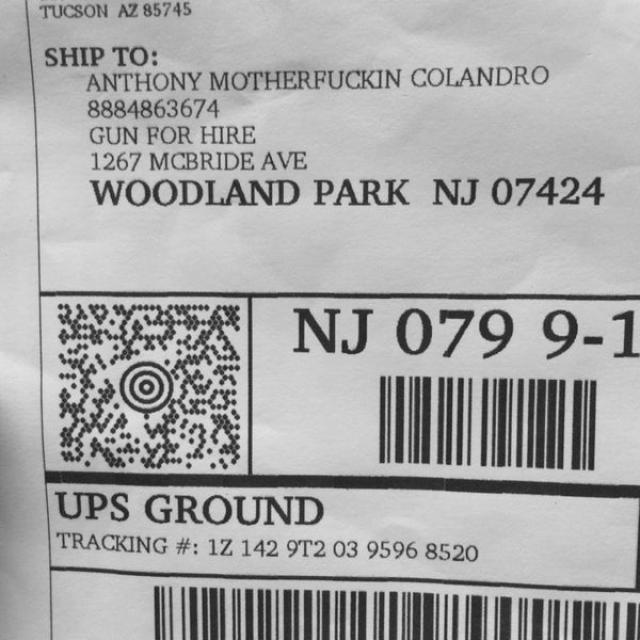 TUCSON AZ 85745
SHIP TO:
ANTHONY MOTHERFUCKIN COLANDRO
8884863674
GUN FOR HIRE
1267 MCBRIDE AVE
WOODLAND PARK NJ 07424
NJ 079 9-1
UPS GROUND
TRACKING #: 1Z 142 9T2 03 9596 8520